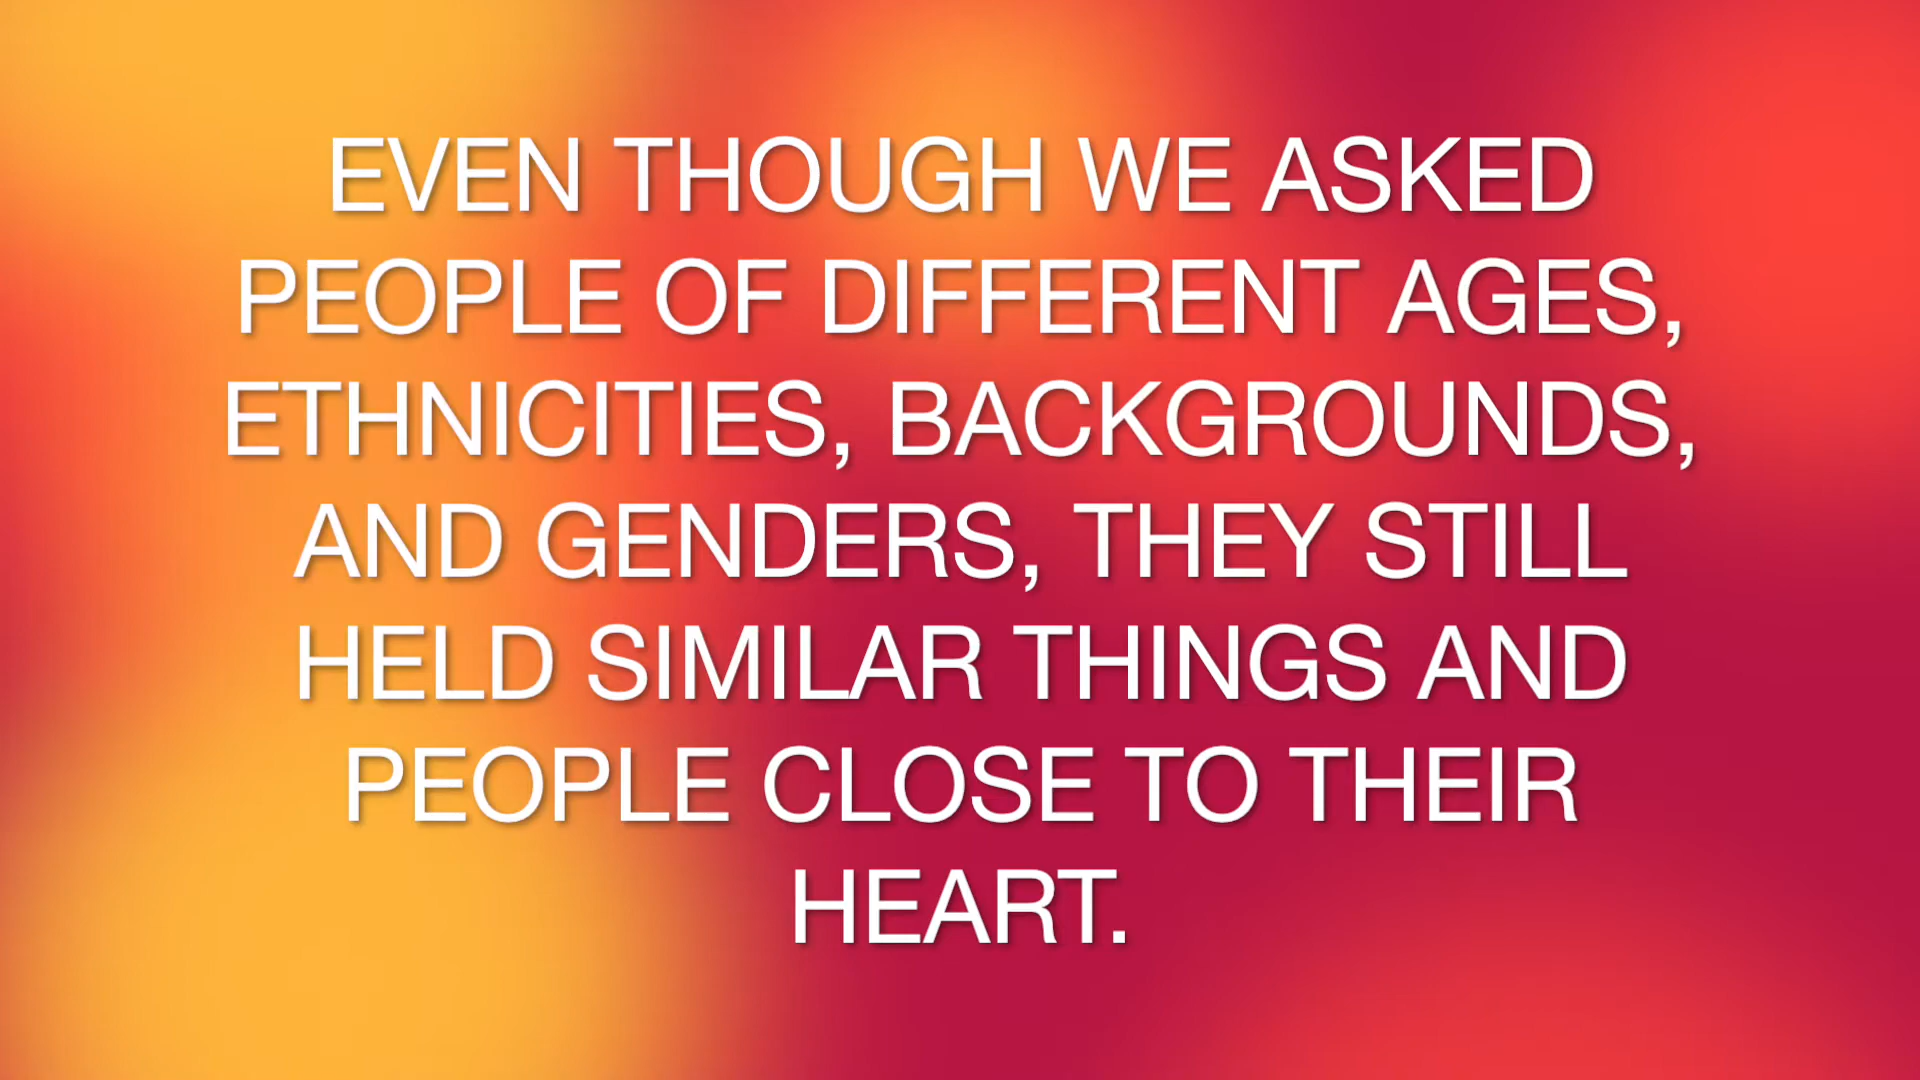 EVEN THOUGH WE ASKED
PEOPLE OF DIFFERENT AGES,
ETHNICITIES, BACKGROUNDS,
AND GENDERS, THEY STILL
HELD SIMILAR THINGS AND
PEOPLE CLOSE TO THEIR
HEART.